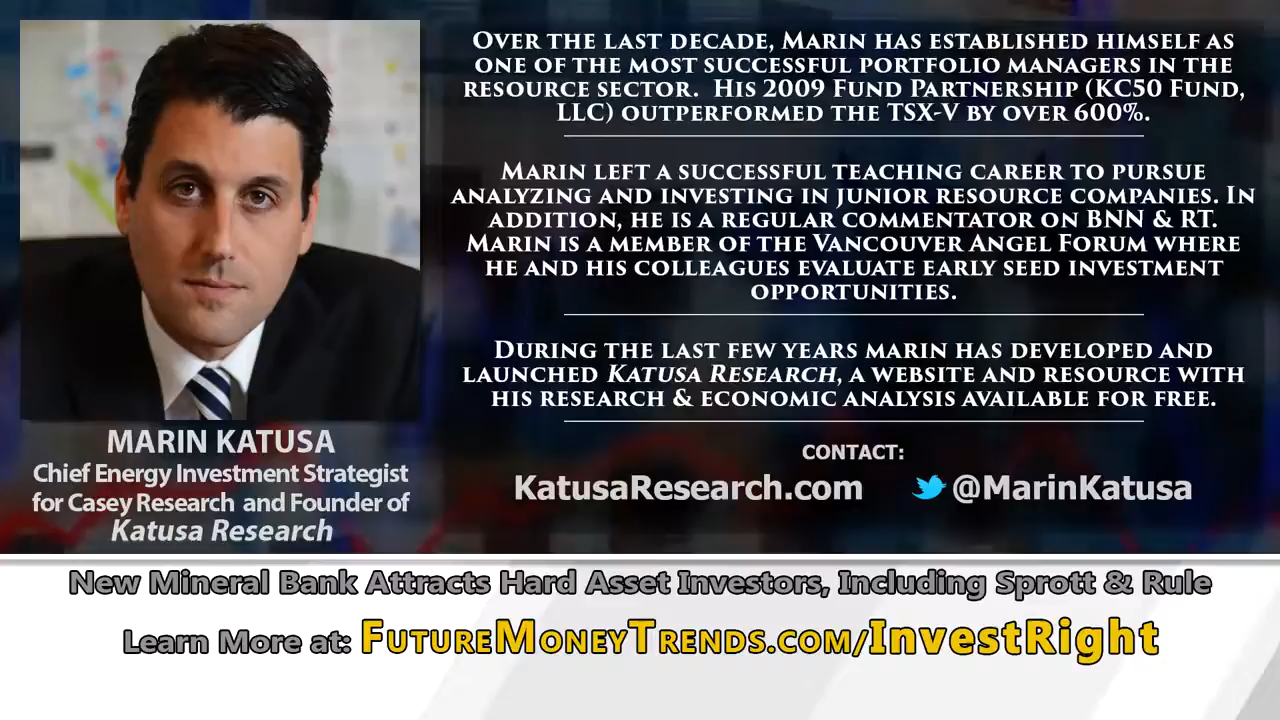 OVER THE LAST DECADE, MARIN HAS ESTABLISHED HIMSELF AS
ONE OF THE MOST SUCCESSFUL PORTFOLIO MANAGERS IN THE
RESOURCE SECTOR. HIS 2009 FUND PARTNERSHIP (KC50 FUND,
LLC) OUTPERFORMED THE TSX-V BY OVER 600%.
MARIN LEFT A SUCCESSFUL TEACHING CAREER TO PURSUE
ANALYZING AND INVESTING IN JUNIOR RESOURCE COMPANIES. IN
ADDITION, HE IS A REGULAR COMMENTATOR ON BNN & RT.
MARIN IS A MEMBER OF THE VANCOUVER ANGEL FORUM WHERE
HE AND HIS COLLEAGUES EVALUATE EARLY SEED INVESTMENT
OPPORTUNITIES.
DURING THE LAST FEW YEARS MARIN HAS DEVELOPED AND
LAUNCHED KATUSA RESEARCH, A WEBSITE AND RESOURCE WITH
HIS RESEARCH & ECONOMIC ANALYSIS AVAILABLE FOR FREE.
CONTACT:
KatusaResearch.com @MarinKatusa
MARIN KATUSA
Chief Energy Investment Strategist
for Casey Research and Founder of
Katusa Research
New Mineral Bank Attracts Hard Asset Investors, Including Sprott & Rule
Learn More at: FUTUREMONEYTRENDS.COM/InvestRight